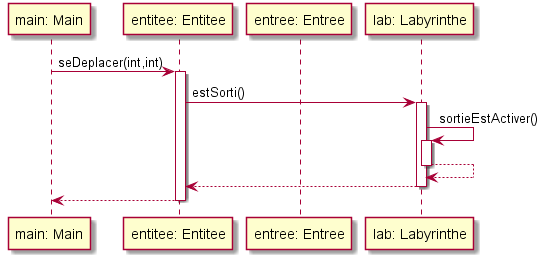 main: Main entitee: Entitee entree: Entree lab: Labyrinthe
seDeplacer(int,int)
estSorti()
sortieEstActiver()
main: Main entitee: Entitee entree: Entree lab: Labyrinthe